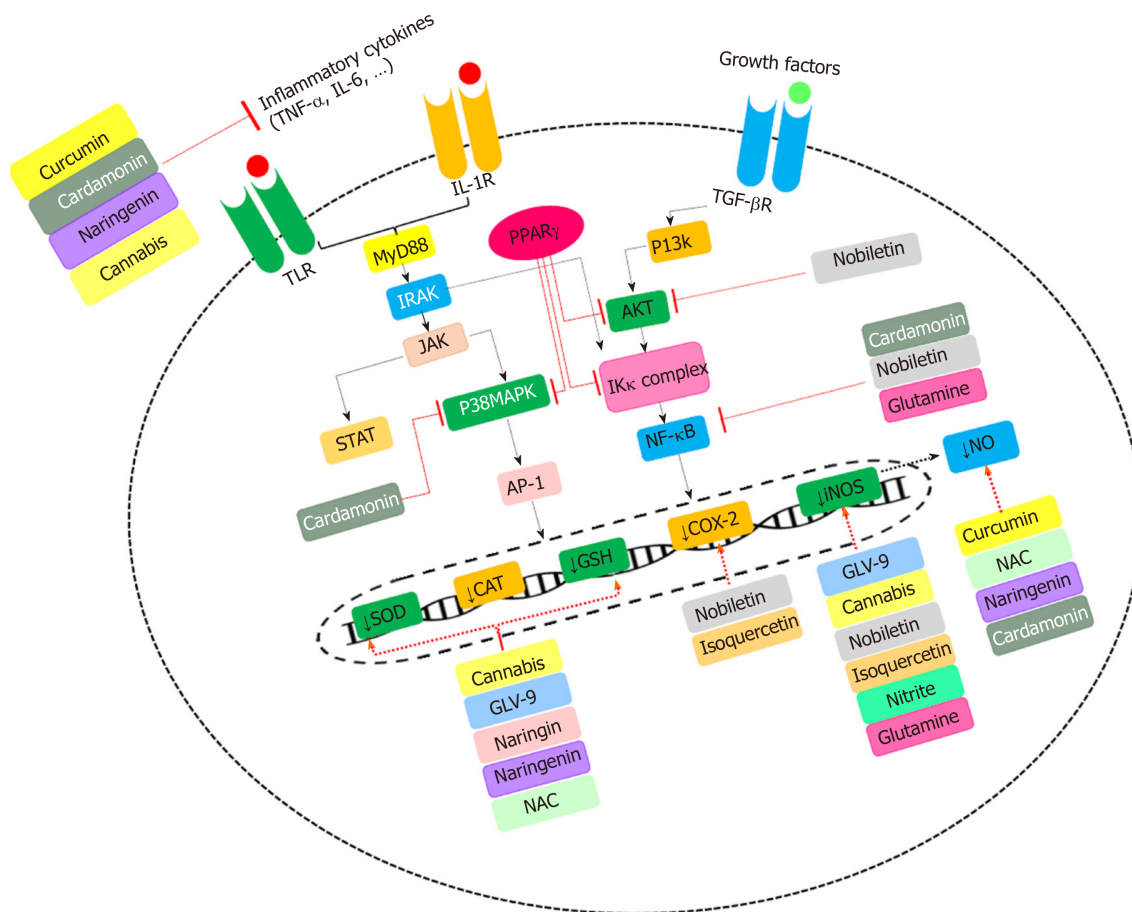 Inflammatory cytokines
(TNF-α, IL-6, ...)
Growth factors
Curcumin
Cardamonin
Naringenin
Cannabis
TLR
IL-1R
TGF-βR
MyD88
PPARγ
P13k
Nobiletin
IRAK
AKT
JAK
IKκ complex
Cardamonin
Nobiletin
Glutamine
P38MAPK
STAT
NF-κB
↓NO
AP-1
Cardamonin
↓iNOS
↓COX-2
↓GSH
↓CAT
↓SOD
Curcumin
NAC
Naringenin
Cardamonin
GLV-9
Cannabis
Nobiletin
Isoquercetin
Nitrite
Glutamine
Nobiletin
Isoquercetin
Cannabis
GLV-9
Naringin
Naringenin
NAC